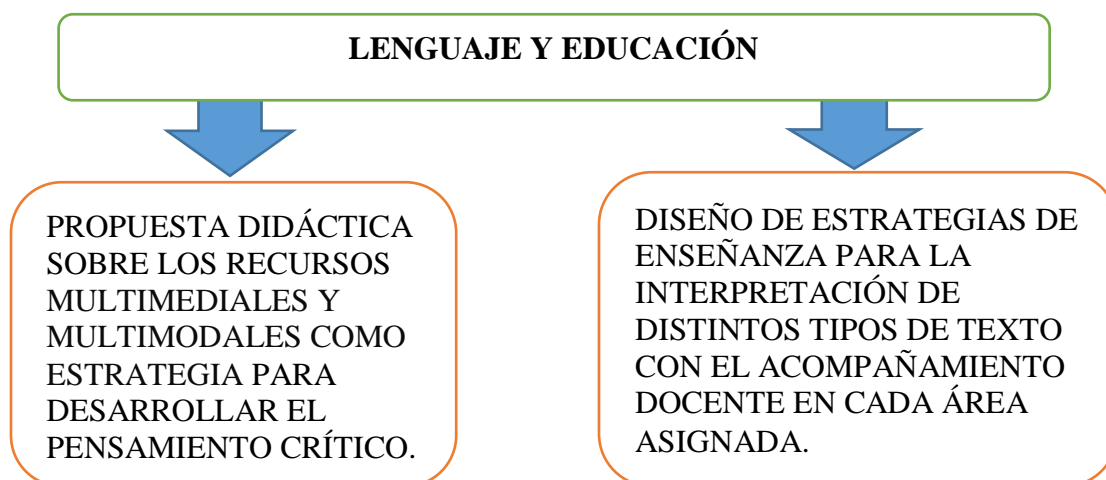 LENGUAJE Y EDUCACIÓN
PROPUESTA DIDÁCTICA
SOBRE LOS RECURSOS
MULTIMEDIALES Y
MULTIMODALES COMO
ESTRATEGIA PARA
DESARROLLAR EL
PENSAMIENTO CRÍTICO.
DISEÑO DE ESTRATEGIAS DE
ENSEÑANZA PARA LA
INTERPRETACIÓN DE
DISTINTOS TIPOS DE TEXTO
CON EL ACOMPAÑAMIENTO
DOCENTE EN CADA ÁREA
ASIGNADA.